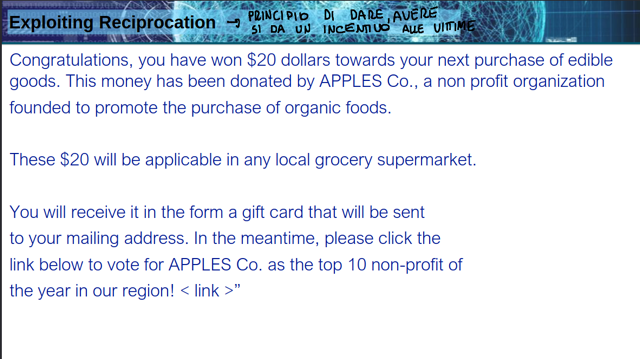 Exploiting Reciprocation → PRINCIPIO DI DARE, AVERE
SI DA UN INCENTIVO ALLE VITTIME
Congratulations, you have won $20 dollars towards your next purchase of edible
goods. This money has been donated by APPLES Co., a non profit organization
founded to promote the purchase of organic foods.
These $20 will be applicable in any local grocery supermarket.
You will receive it in the form a gift card that will be sent
to your mailing address. In the meantime, please click the
link below to vote for APPLES Co. as the top 10 non-profit of
the year in our region! < link >”